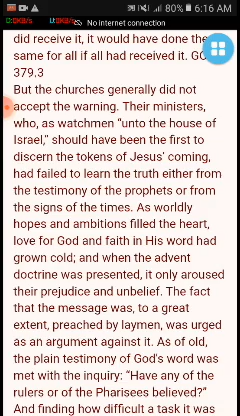 0:0KB/s U:0KB/s No internet connection 80% 6:16 AM
did receive it, it would have done the
same for all if all had received it. GC
379.3
But the churches generally did not
accept the warning. Their ministers,
who, as watchmen “unto the house of
Israel,” should have been the first to
discern the tokens of Jesus’ coming,
had failed to learn the truth either from
the testimony of the prophets or from
the signs of the times. As worldly
hopes and ambitions filled the heart,
love for God and faith in His word had
grown cold; and when the advent
doctrine was presented, it only aroused
their prejudice and unbelief. The fact
that the message was, to a great
extent, preached by laymen, was urged
as an argument against it. As of old,
the plain testimony of God's word was
met with the inquiry: “Have any of the
rulers or of the Pharisees believed?”
And finding how difficult a task it was